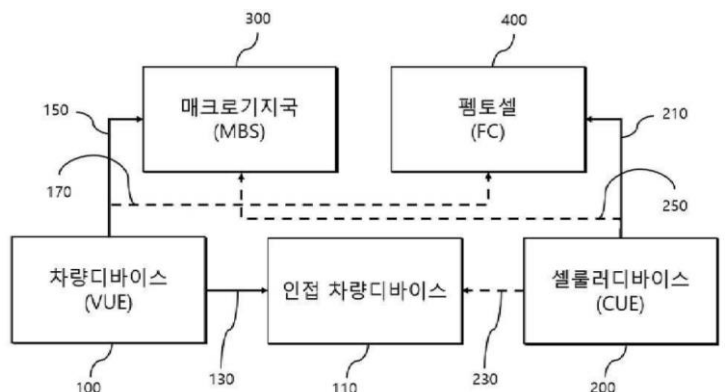 300
400
매크로기지국
(MBS)
펨토셀
(FC)
150
210
170
250
차량디바이스
(VUE)
인접 차량디바이스
셀룰러디바이스
(CUE)
130
230
100
110
200